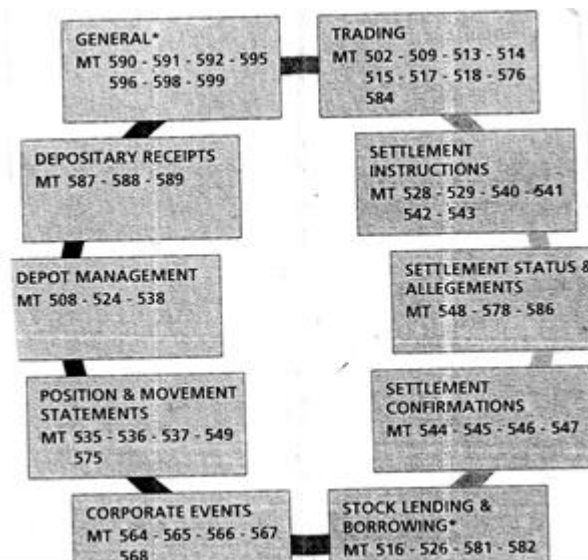 GENERAL*
MT 590 - 591 - 592 - 595
596 - 598 - 599
TRADING
MT 502 - 509 - 513 - 514
515 - 517 - 518 - 576
584
DEPOSITARY RECEIPTS
MT 587 - 588 - 589
SETTLEMENT
INSTRUCTIONS
MT 528 - 529 - 540 - 541
542 - 543
DEPOT MANAGEMENT
MT 508 - 524 - 538
SETTLEMENT STATUS &
ALLEGEMENTS
MT 548 - 578 - 586
POSITION & MOVEMENT
STATEMENTS
MT 535 - 536 - 537 - 549
575
SETTLEMENT
CONFIRMATIONS
MT 544 - 545 - 546 - 547
CORPORATE EVENTS
MT 564 - 565 - 566 - 567
568
STOCK LENDING &
BORROWING*
MT 516 - 526 - 581 - 582